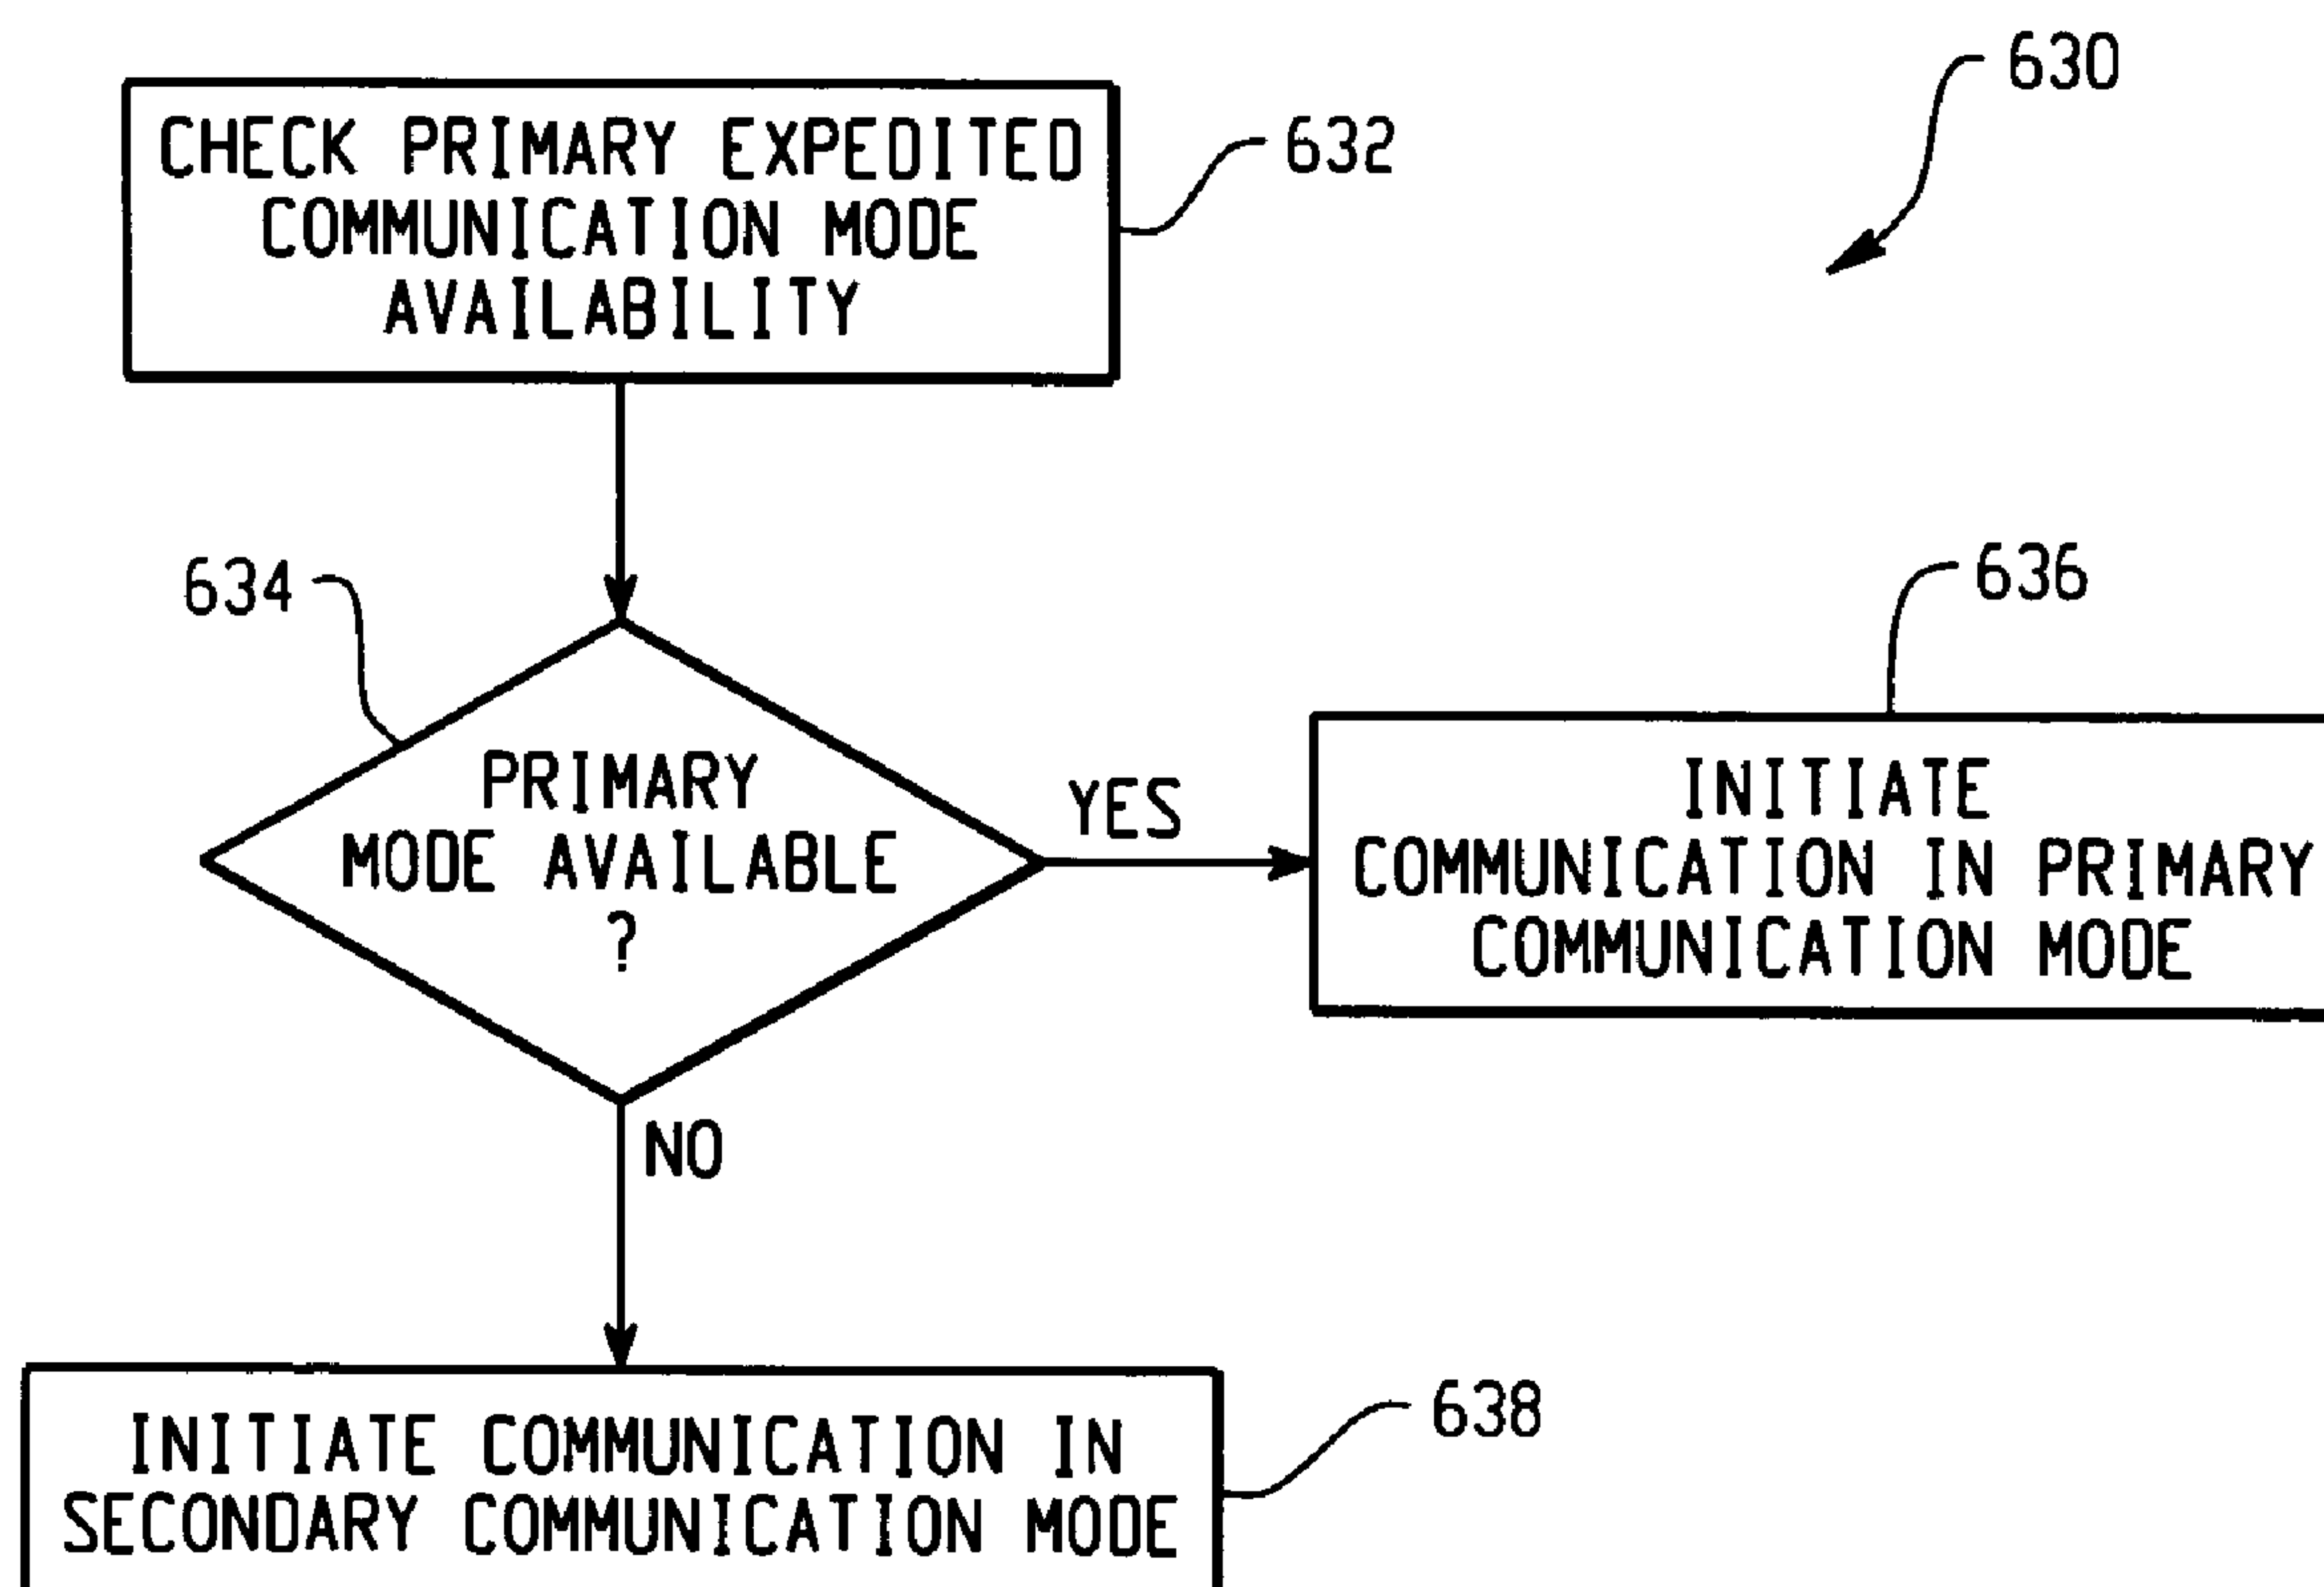 630
CHECK PRIMARY EXPEDITED
COMMUNICATION MODE
AVAILABILITY
632
634
PRIMARY
MODE AVAILABLE
?
YES
636
INITIATE
COMMUNICATION IN PRIMARY
COMMUNICATION MODE
NO
638
INITIATE COMMUNICATION IN
SECONDARY COMMUNICATION MODE